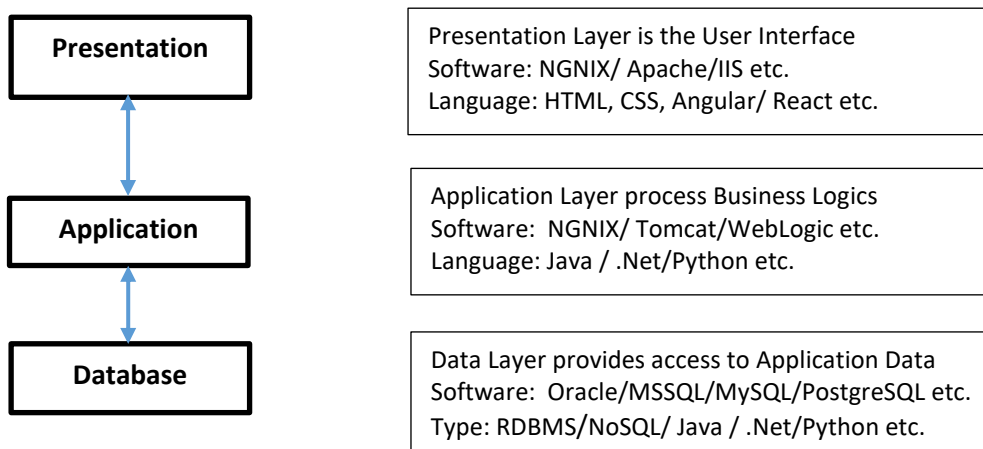 Presentation
Presentation Layer is the User Interface
Software: NGNIX/ Apache/IIS etc.
Language: HTML, CSS, Angular/ React etc.
Application
Application Layer process Business Logics
Software:  NGNIX/ Tomcat/WebLogic etc.
Language: Java / .Net/Python etc.
Database
Data Layer provides access to Application Data
Software:  Oracle/MSSQL/MySQL/PostgreSQL etc.
Type: RDBMS/NoSQL/ Java / .Net/Python etc.